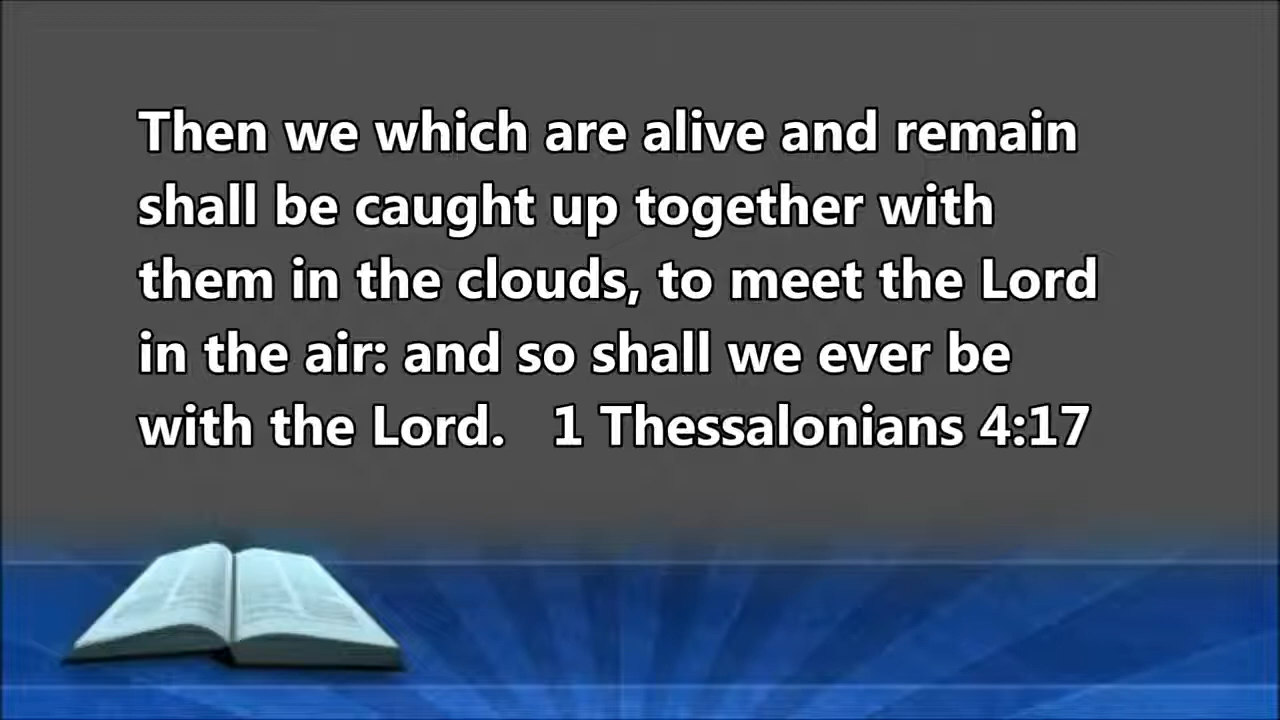 Then we which are alive and remain
shall be caught up together with
them in the clouds, to meet the Lord
in the air: and so shall we ever be
with the Lord.   1 Thessalonians 4:17